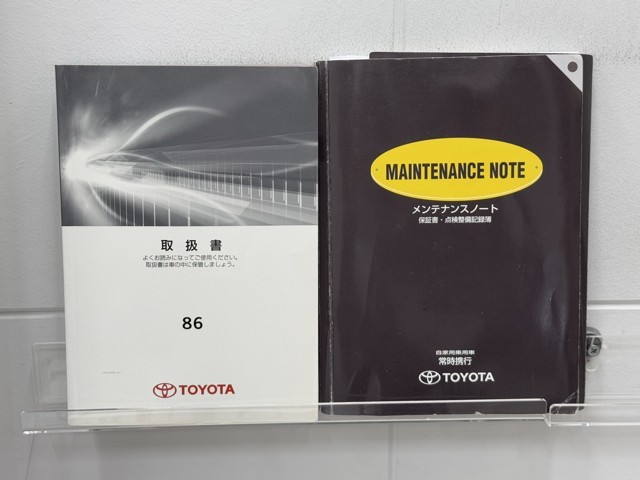 取扱書
よくお読みになってご使用ください。
取扱書は車の中に保管しましょう。
86
TOYOTA
MAINTENANCE NOTE
メンテナンスノート
保証書・点検整備記録簿
自家用乗用車
常時携行
TOYOTA